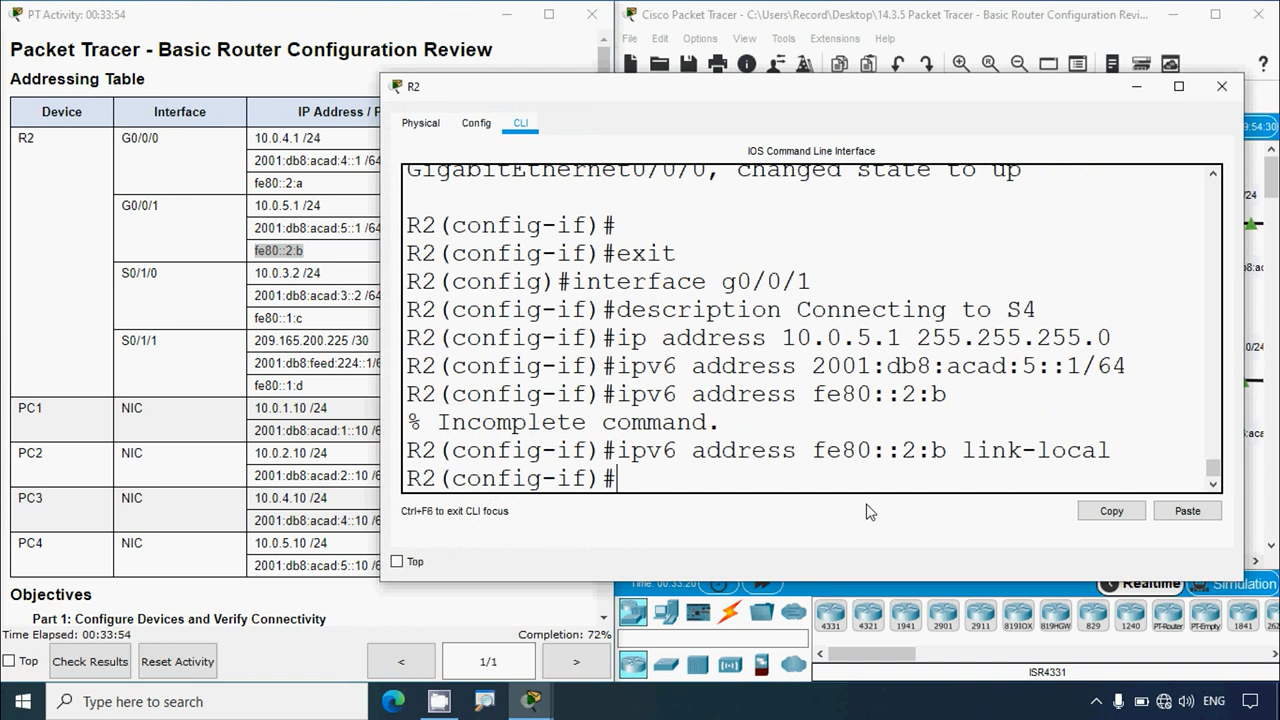 PT Activity: 00:33:54
Packet Tracer - Basic Router Configuration Review
Addressing Table
Device Interface IP Address / P
R2 G0/0/0 10.0.4.1 /24
2001:db8:acad:4::1 /64
fe80::2:a
G0/0/1 10.0.5.1 /24
2001:db8:acad:5::1 /64
fe80::2:b
S0/1/0 10.0.3.2 /24
2001:db8:acad:3::2 /64
fe80::1:c
S0/1/1 209.165.200.225 /30
2001:db8:feed:224::1/6
fe80::1:d
PC1 NIC 10.0.1.10 /24
2001:db8:acad:1::10 /6
PC2 NIC 10.0.2.10 /24
2001:db8:acad:2::10 /6
PC3 NIC 10.0.4.10 /24
2001:db8:acad:4::10 /6
PC4 NIC 10.0.5.10 /24
2001:db8:acad:5::10 /6
Objectives
Part 1: Configure Devices and Verify Connectivity
Time Elapsed: 00:33:54 Completion: 72%
Top Check Results Reset Activity < 1/1 >
Cisco Packet Tracer - C:\Users\Record\Desktop\14.3.5 Packet Tracer - Basic Router Configuration Revi...
File Edit Options View Tools Extensions Help
9:54:30
R2
Physical Config CLI
IOS Command Line Interface
GigabitEthernet0/0/0, changed state to up
R2(config-if)#
R2(config-if)#exit
R2(config)#interface g0/0/1
R2(config-if)#description Connecting to S4
R2(config-if)#ip address 10.0.5.1 255.255.255.0
R2(config-if)#ipv6 address 2001:db8:acad:5::1/64
R2(config-if)#ipv6 address fe80::2:b
% Incomplete command.
R2(config-if)#ipv6 address fe80::2:b link-local
R2(config-if)#
Ctrl+F6 to exit CLI focus Copy Paste
Top
Time: 00:33:20 Realtime Simulation
4331 4321 1941 2901 2911 819IOX 819HGW 829 1240 PT-Router PT-Empty 1841
ISR4331
Type here to search
ENG